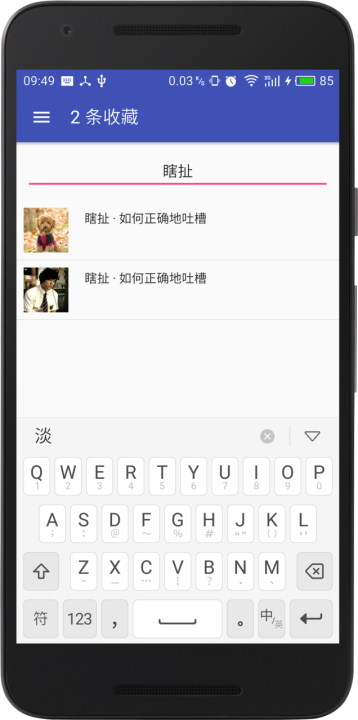 09:49 0.03 K/s 3G 85
2 条收藏
瞎扯
瞎扯 · 如何正确地吐槽
瞎扯 · 如何正确地吐槽
淡
Q W E R T Y U I O P
1 2 3 4 5 6 7 8 9 0
A S D F G H J K L
; : @ ~ % # “” () ‘’
Z X C V B N M
- _ … ! ? . ,
符 123 , 。 中/英